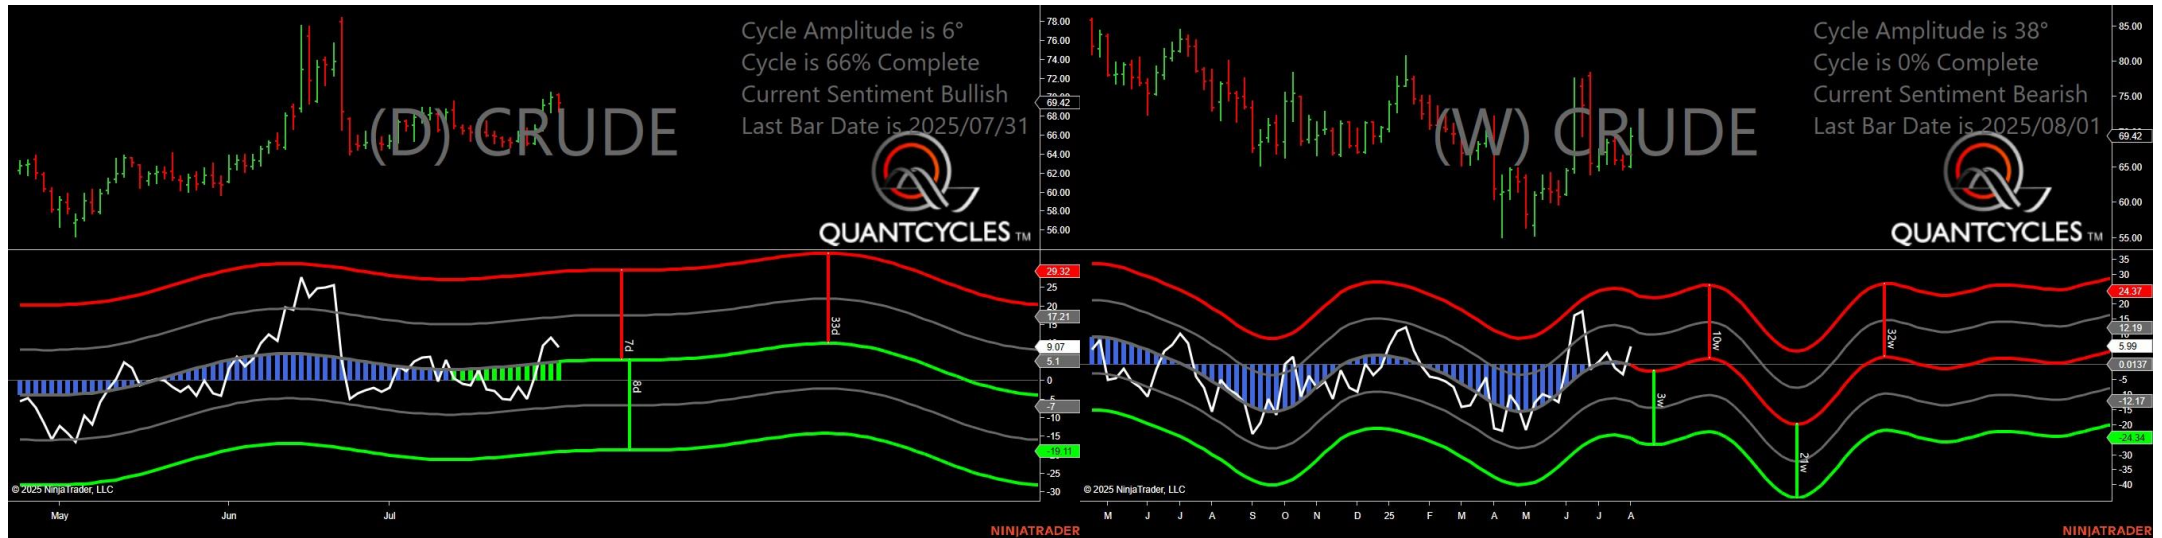 Cycle Amplitude is 6°
Cycle is 66% Complete
Current Sentiment Bullish
Last Bar Date is 2025/07/31
(D) CRUDE
QUANTCYCLES TM
78.00
76.00
74.00
72.00
69.42
68.00
66.00
64.00
62.00
60.00
58.00
56.00
29.32
25
20
17.21
15
9.07
5.1
0
-5
-7
-10
-15
-19.11
-25
-30
7d
8d
33d
© 2025 NinjaTrader, LLC
May Jun Jul
NINJATRADER
Cycle Amplitude is 38°
Cycle is 0% Complete
Current Sentiment Bearish
Last Bar Date is 2025/08/01
(W) CRUDE
QUANTCYCLES TM
85.00
80.00
75.00
69.42
65.00
60.00
55.00
35
30
24.37
20
15
12.19
5.99
0.0137
-5
-12.17
-15
-20
-24.34
-30
-35
-40
3w
10w
21w
32w
© 2025 NinjaTrader, LLC
M J J A S O N D 25 F M A M J J A
NINJATRADER